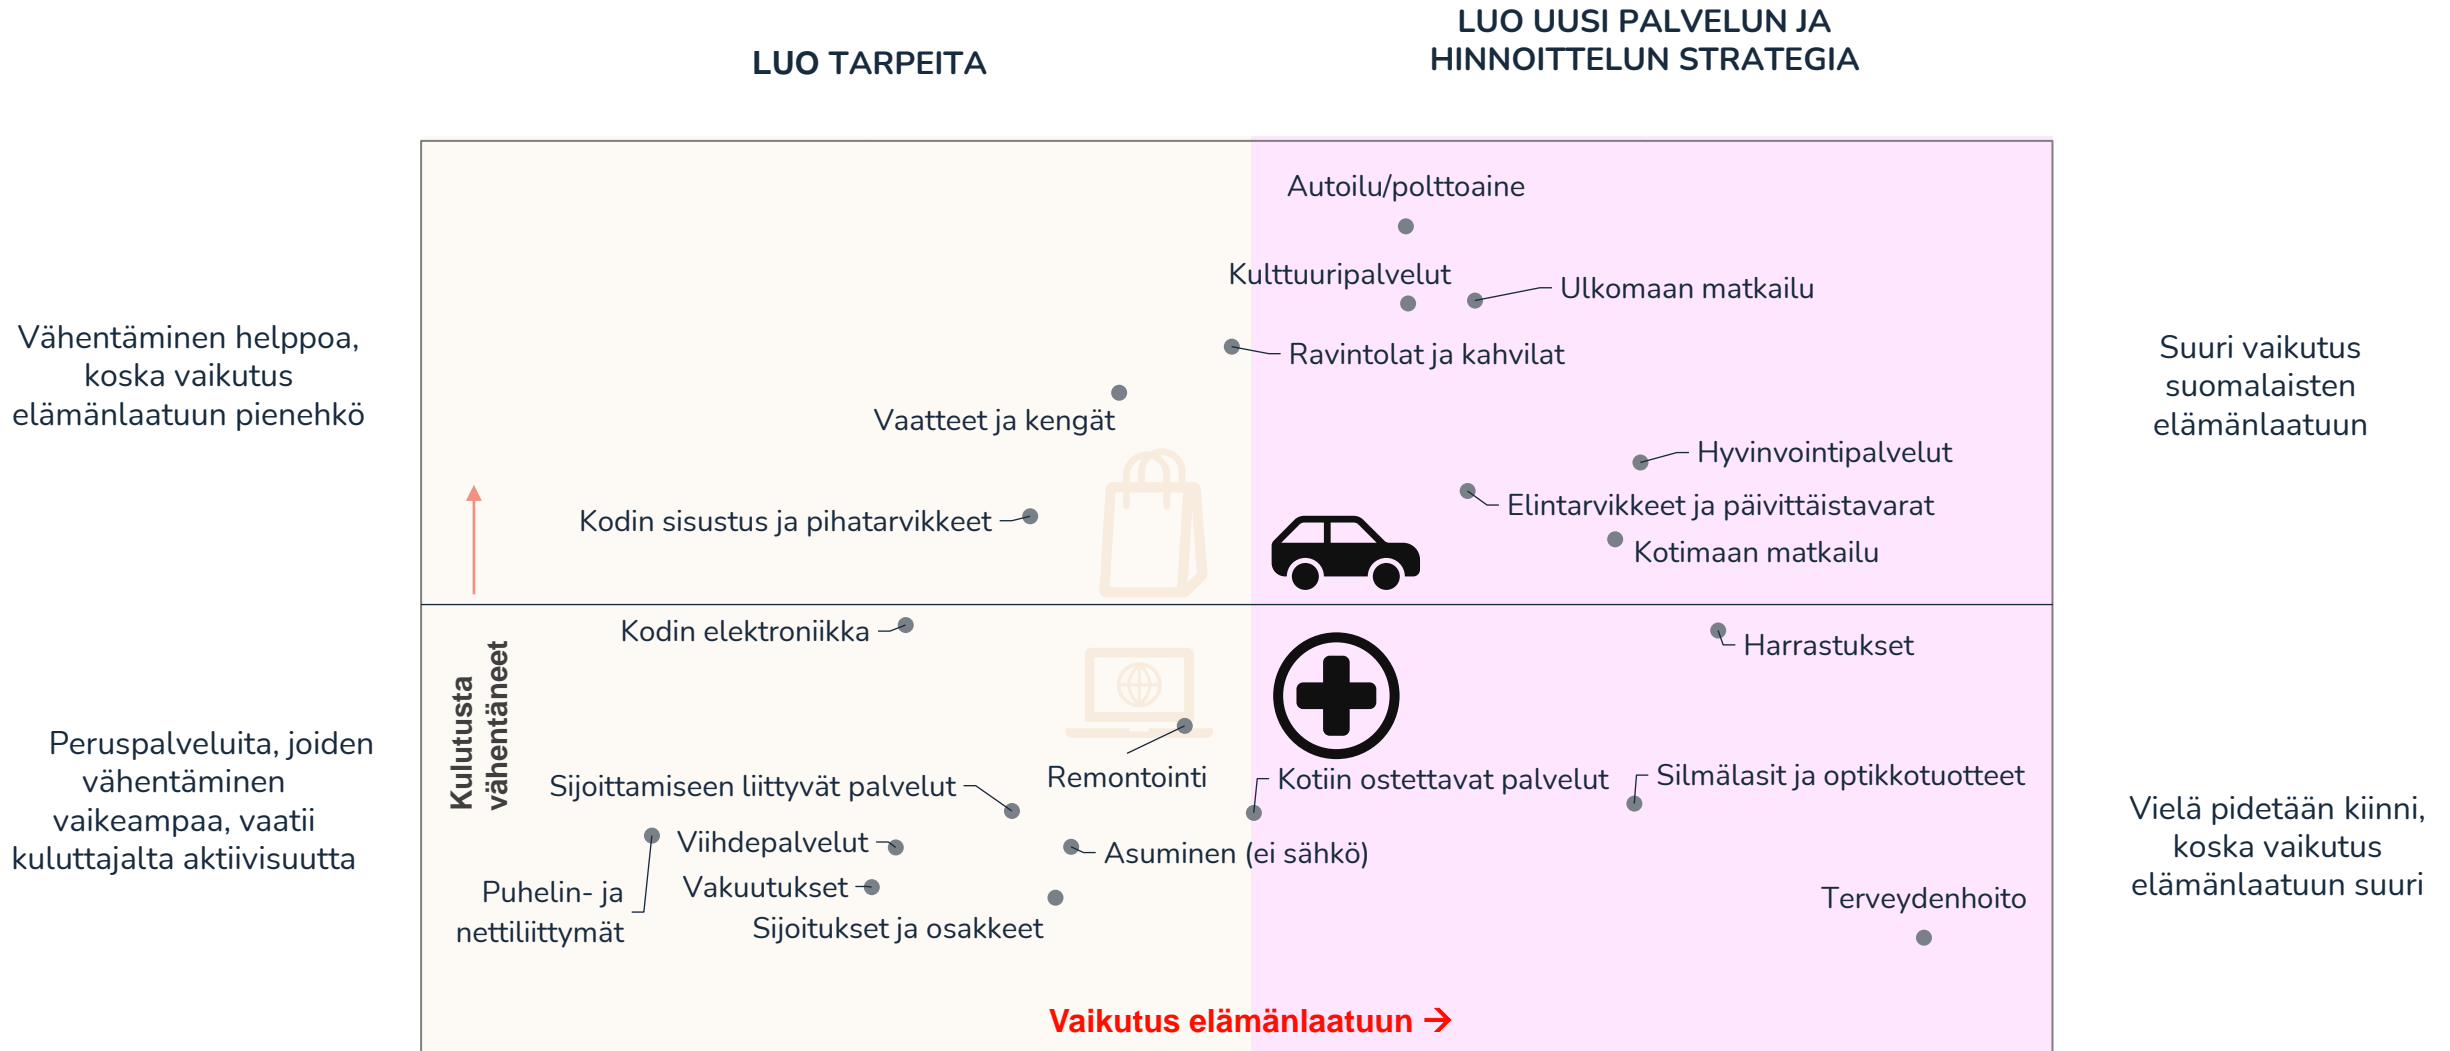 LUO TARPEITA
LUO UUSI PALVELUN JA
HINNOITTELUN STRATEGIA
Vähentäminen helppoa,
koska vaikutus
elämänlaatuun pienehkö
Peruspalveluita, joiden
vähentäminen
vaikeampaa, vaatii
kuluttajalta aktiivisuutta
Autoilu/polttoaine
Kulttuuripalvelut
Ulkomaan matkailu
Ravintolat ja kahvilat
Vaatteet ja kengät
Hyvinvointipalvelut
Elintarvikkeet ja päivittäistavarat
Kodin sisustus ja pihatarvikkeet
Kotimaan matkailu
Kodin elektroniikka
Harrastukset
Kulutusta
vähentäneet
Remontointi
Kotiin ostettavat palvelut
Silmälasit ja optikkotuotteet
Sijoittamiseen liittyvät palvelut
Viihdepalvelut
Asuminen (ei sähkö)
Puhelin- ja
nettiliittymät
Vakuutukset
Sijoitukset ja osakkeet
Terveydenhoito
Vaikutus elämänlaatuun →
Suuri vaikutus
suomalaisten
elämänlaatuun
Vielä pidetään kiinni,
koska vaikutus
elämänlaatuun suuri